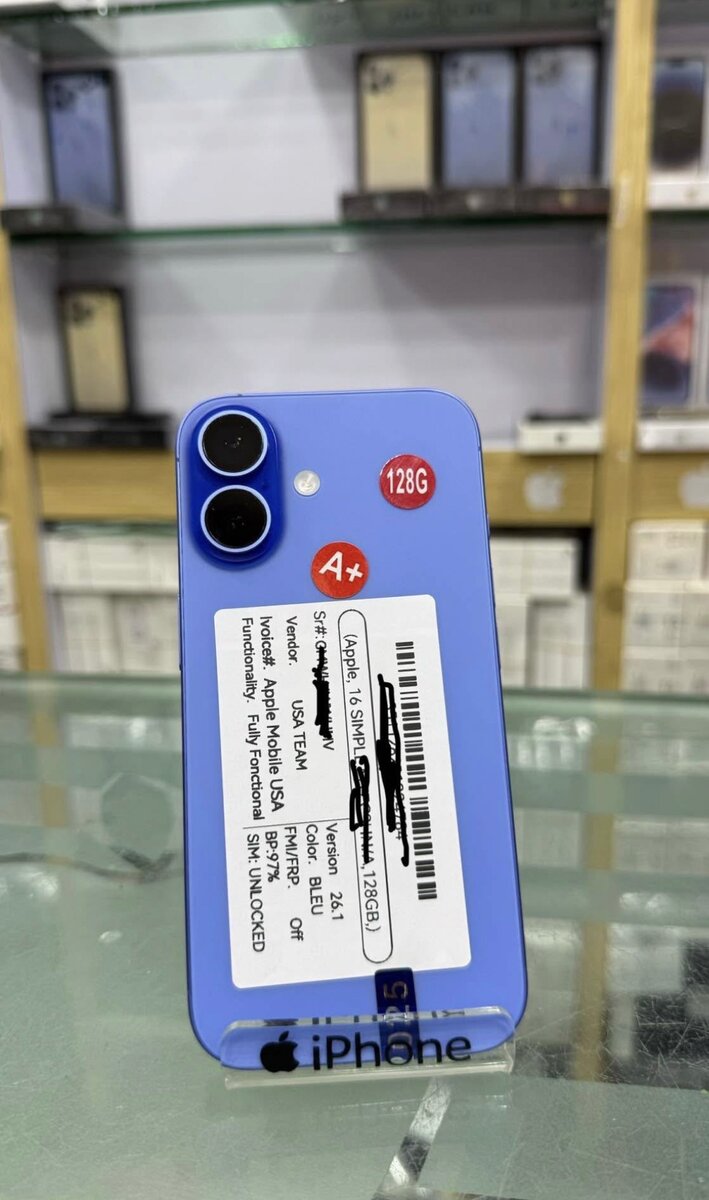 128G
A+
(Apple, 16 SIMPL
, 128GB,)
Sr#:
Vendor. USA TEAM
Ivoice#. Apple Mobile USA
Functionality. Fully Fonctional
Version 26.1
Color. BLEU
FMI/FRP. Off
BP:97%
SIM: UNLOCKED
iPhone